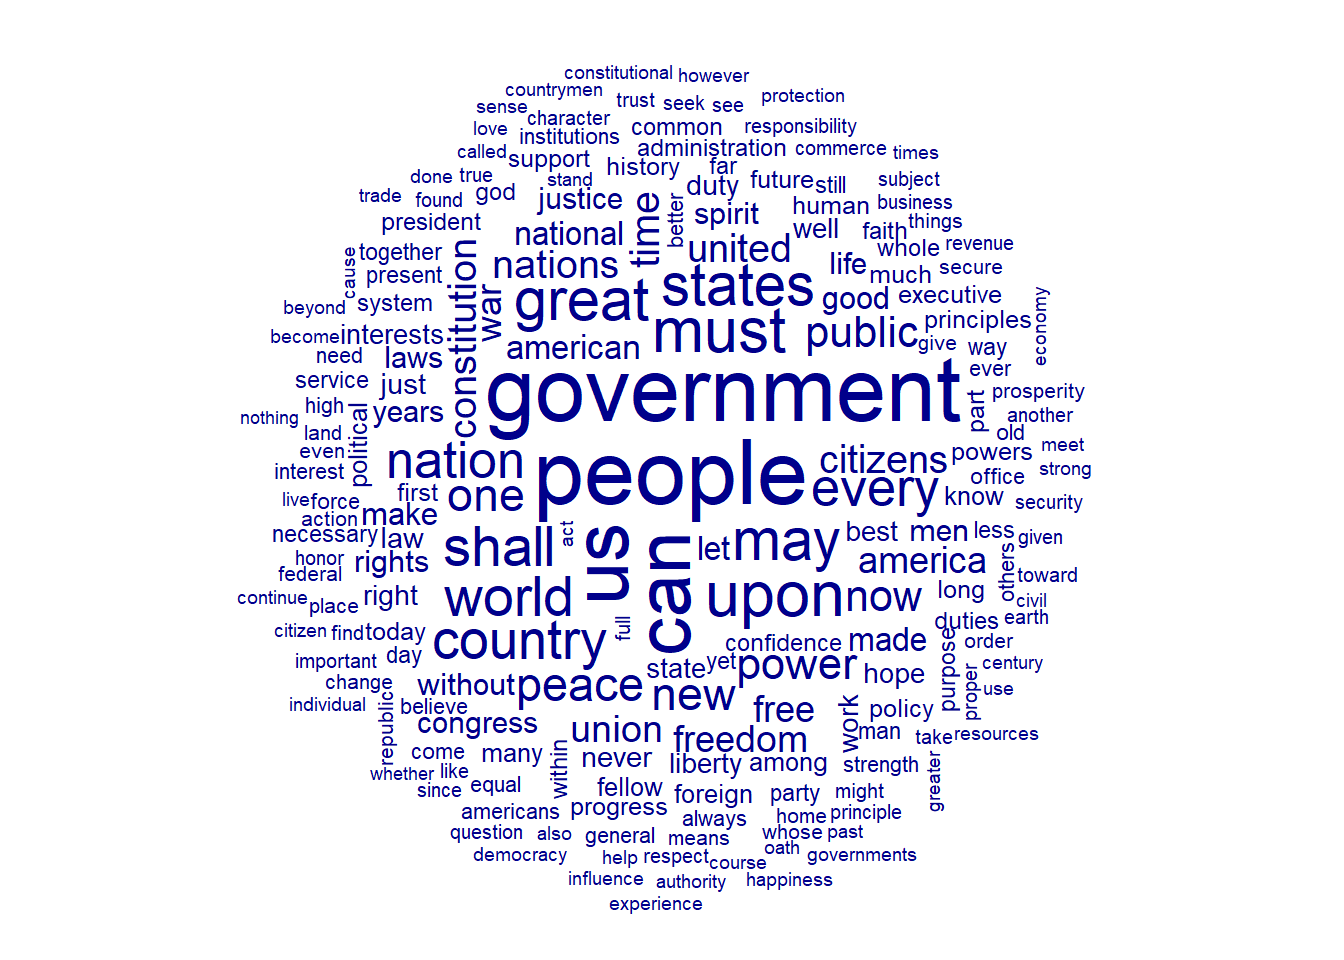 constitutional however
countrymen
sense trust seek see protection
love character common responsibility
institutions
called support history administration commerce times
done true stand far
trade found god justice time better duty future still subject
president spirit human business
together national united well faith things
cause present constitution nations life whole revenue
beyond system war great states much secure
good executive
become interests american must public principles economy
need laws give way
service just government ever
high years part prosperity
nothing political another
land old
even nation people citizens powers meet
interest one every office strong
live force first know security
action make
necessary law shall act us can let may best men less given
honor rights america others
federal toward
continue place right world upon now long civil
citizen find today full duties earth
important day country confidence made purpose order
change without peace state yet power hope century
individual believe new proper use
republic congress union free work policy
come many freedom man take resources
whether like within never liberty among strength greater
since equal fellow foreign party might
americans progress always home principle
question also general means whose past
democracy help respect course oath governments
influence authority happiness
experience